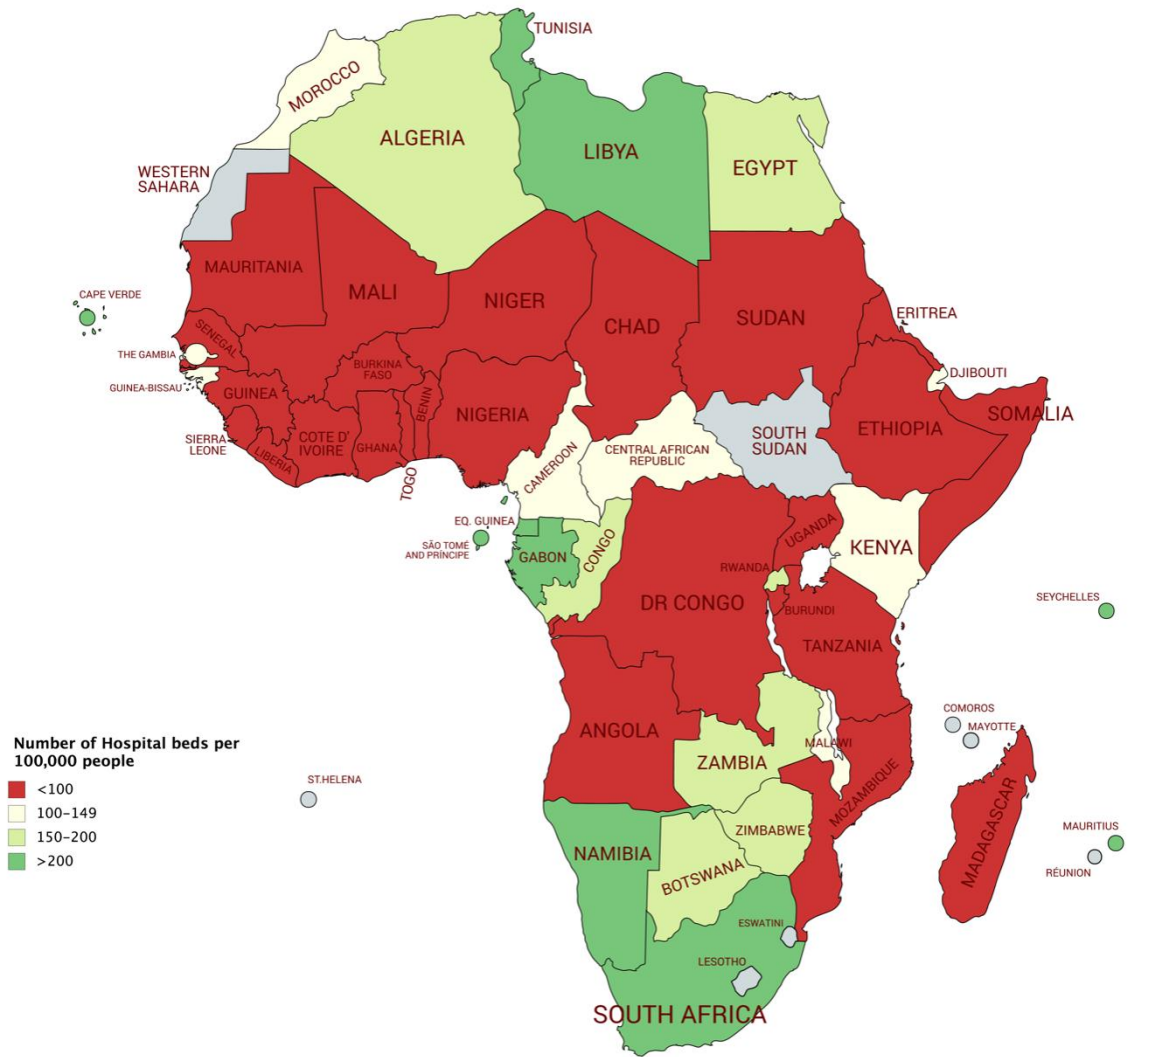 TUNISIA
MOROCCO
ALGERIA
LIBYA
EGYPT
WESTERN
SAHARA
MAURITANIA
MALI
NIGER
CHAD
SUDAN
ERITREA
CAPE VERDE
SENEGAL
THE GAMBIA
GUINEA-BISSAU
GUINEA
BURKINA
FASO
BENIN
NIGERIA
DJIBOUTI
SOMALIA
ETHIOPIA
SIERRA
LEONE
LIBERIA
COTE D'
IVOIRE
GHANA
TOGO
CAMEROON
CENTRAL AFRICAN
REPUBLIC
SOUTH
SUDAN
EQ. GUINEA
SÃO TOMÉ
AND PRÍNCIPE
GABON
CONGO
UGANDA
KENYA
RWANDA
DR CONGO
BURUNDI
TANZANIA
SEYCHELLES
COMOROS
MAYOTTE
ANGOLA
ZAMBIA
MALAWI
MOZAMBIQUE
MADAGASCAR
ST.HELENA
MAURITIUS
RÉUNION
NAMIBIA
ZIMBABWE
BOTSWANA
ESWATINI
LESOTHO
SOUTH AFRICA
Number of Hospital beds per
100,000 people
<100
100–149
150–200
>200